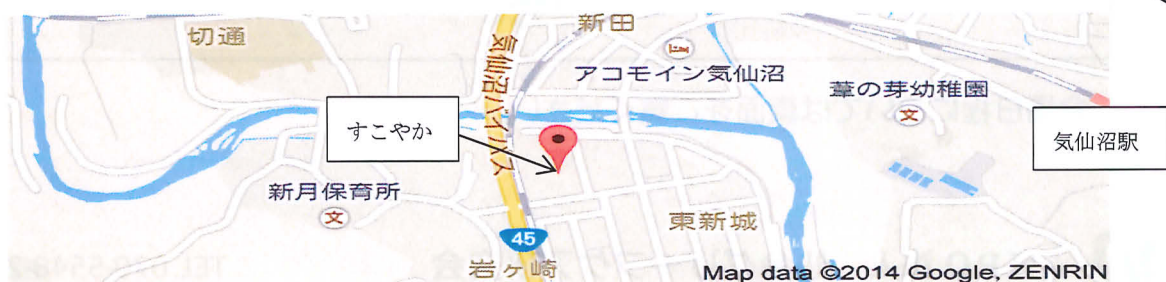 新田
切通
気仙沼バイパス
アコモイン気仙沼
葦の芽幼稚園
文
すこやか
気仙沼駅
新月保育所
文
東新城
45
岩ヶ崎
Map data ©2014 Google, ZENRIN